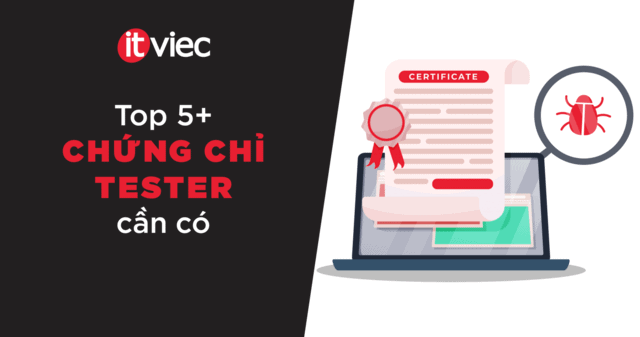 itviec
Top 5+
CHỨNG CHỈ
TESTER
cần có
CERTIFICATE